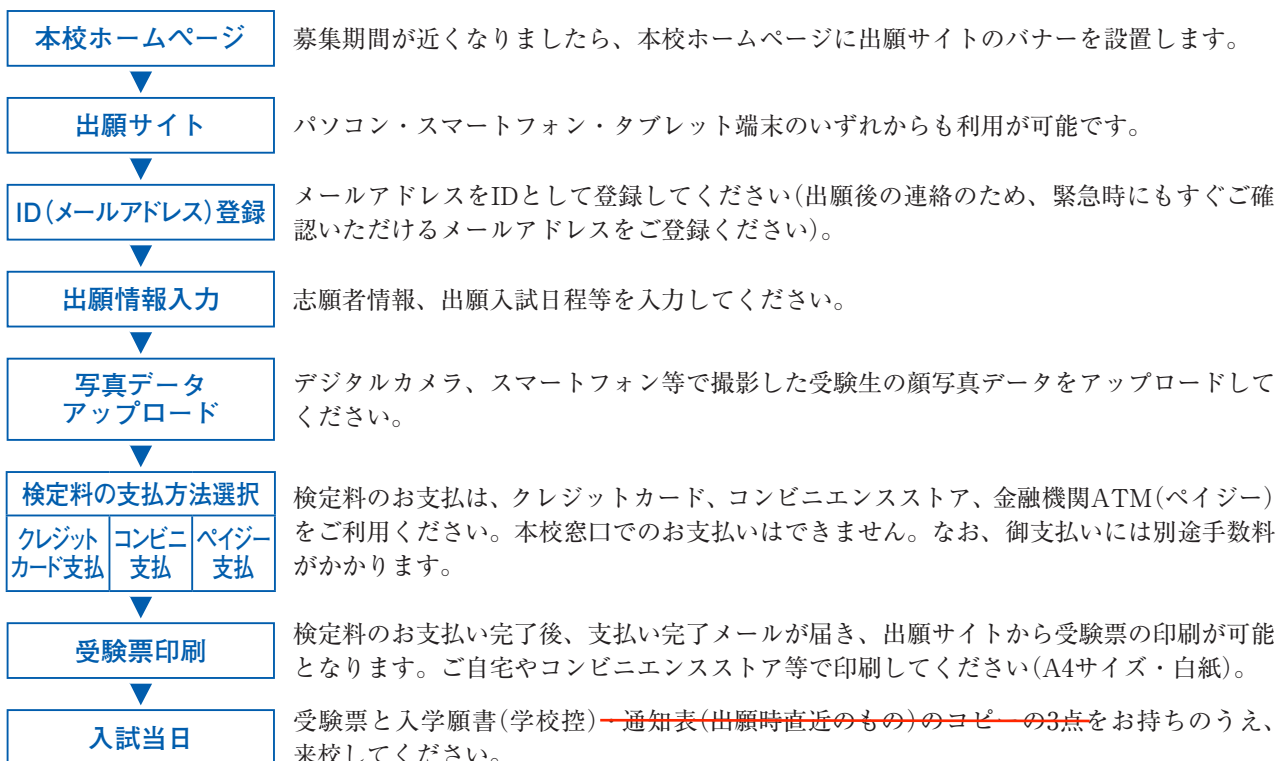 本校ホームページ
募集期間が近くなりましたら、本校ホームページに出願サイトのバナーを設置します。
出願サイト
パソコン・スマートフォン・タブレット端末のいずれからも利用が可能です。
ID(メールアドレス)登録
メールアドレスをIDとして登録してください(出願後の連絡のため、緊急時にもすぐご確
認いただけるメールアドレスをご登録ください)。
出願情報入力
志願者情報、出願入試日程等を入力してください。
写真データ
アップロード
デジタルカメラ、スマートフォン等で撮影した受験生の顔写真データをアップロードして
ください。
検定料の支払方法選択
クレジット
カード支払
コンビニ
支払
ペイジー
支払
検定料のお支払は、クレジットカード、コンビニエンスストア、金融機関ATM(ペイジー)
をご利用ください。本校窓口でのお支払いはできません。なお、御支払いには別途手数料
がかかります。
受験票印刷
検定料のお支払い完了後、支払い完了メールが届き、出願サイトから受験票の印刷が可能
となります。ご自宅やコンビニエンスストア等で印刷してください(A4サイズ・白紙)。
入試当日
受験票と入学願書(学校控)・通知表(出願時直近のもの)のコピーの3点をお持ちのうえ、
来校してください。